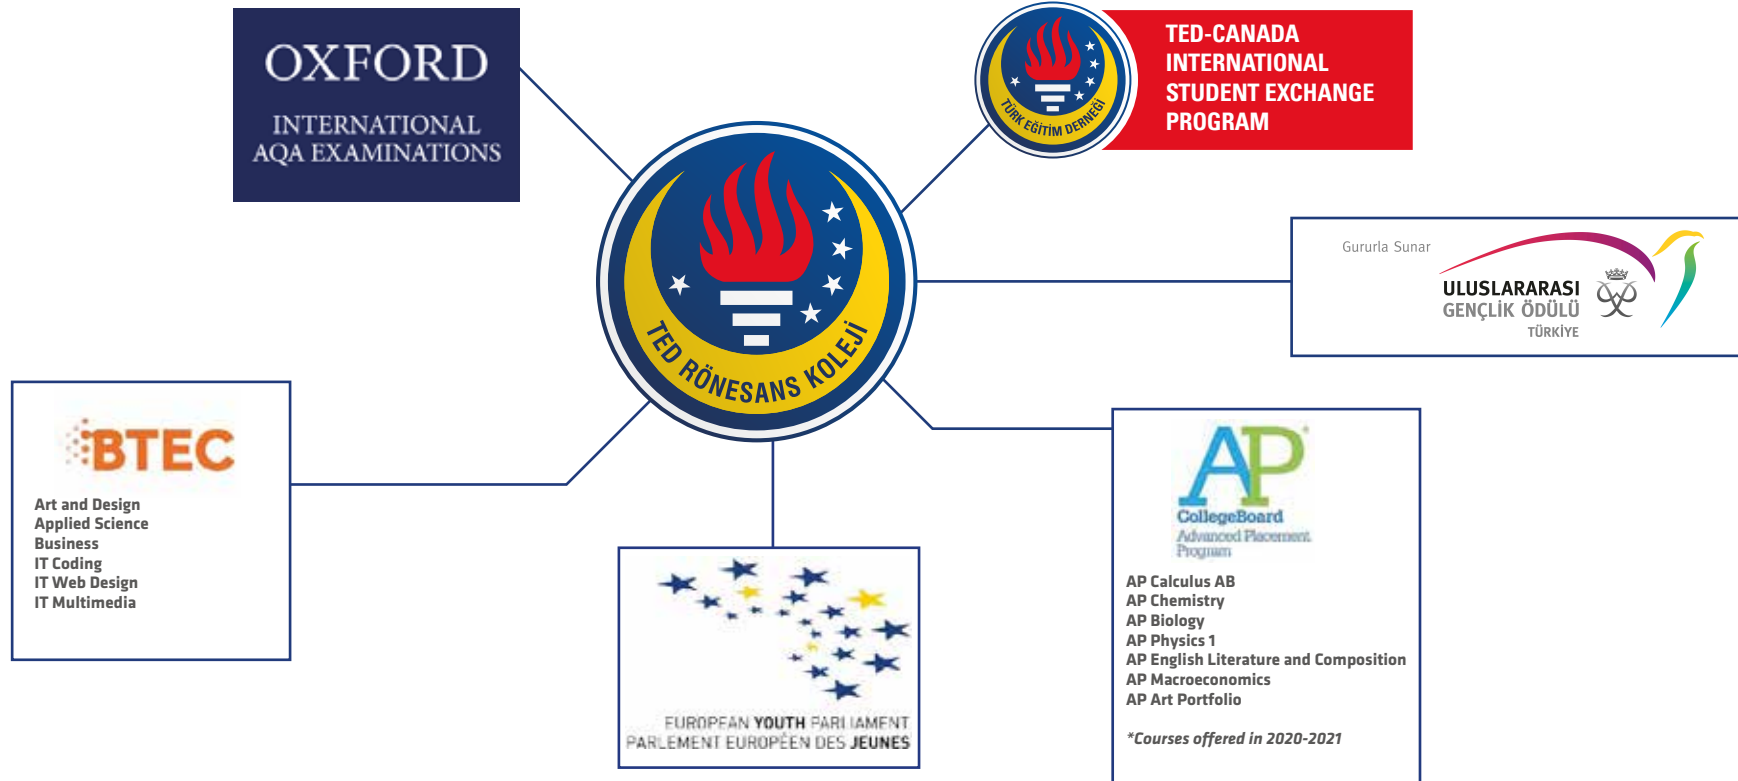 OXFORD
INTERNATIONAL
AQA EXAMINATIONS
TÜRK EĞİTİM DERNEĞİ
TED-CANADA
INTERNATIONAL
STUDENT EXCHANGE
PROGRAM
TED RÖNESANS KOLEJİ
Gururla Sunar
ULUSLARARASI
GENÇLİK ÖDÜLÜ
TÜRKİYE
BTEC
Art and Design
Applied Science
Business
IT Coding
IT Web Design
IT Multimedia
EUROPEAN YOUTH PARLIAMENT
PARLEMENT EUROPÉEN DES JEUNES
AP
CollegeBoard
Advanced Placement
Program
AP Calculus AB
AP Chemistry
AP Biology
AP Physics 1
AP English Literature and Composition
AP Macroeconomics
AP Art Portfolio
*Courses offered in 2020-2021